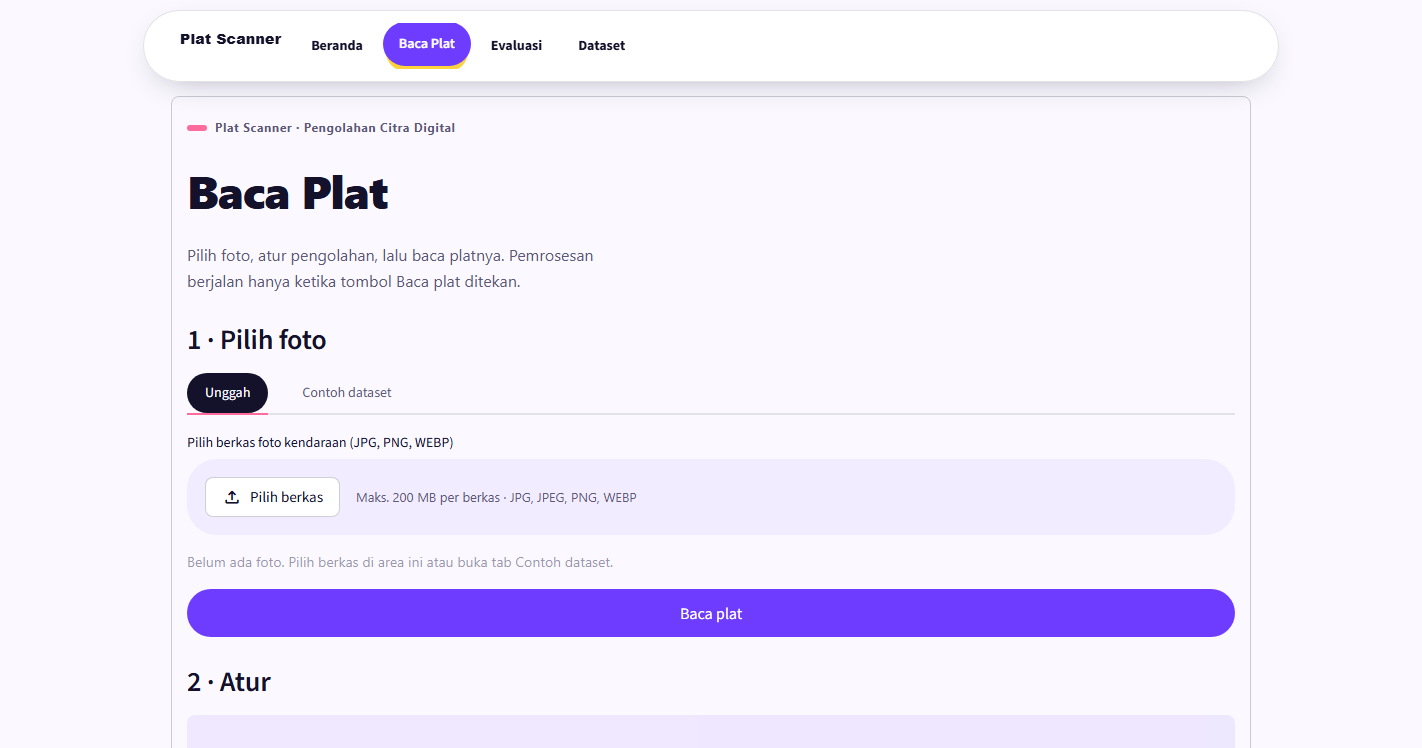 Plat Scanner
Beranda
Baca Plat
Evaluasi
Dataset
Plat Scanner · Pengolahan Citra Digital
Baca Plat
Pilih foto, atur pengolahan, lalu baca platnya. Pemrosesan
berjalan hanya ketika tombol Baca plat ditekan.
1 · Pilih foto
Unggah
Contoh dataset
Pilih berkas foto kendaraan (JPG, PNG, WEBP)
Pilih berkas
Maks. 200 MB per berkas · JPG, JPEG, PNG, WEBP
Belum ada foto. Pilih berkas di area ini atau buka tab Contoh dataset.
Baca plat
2 · Atur